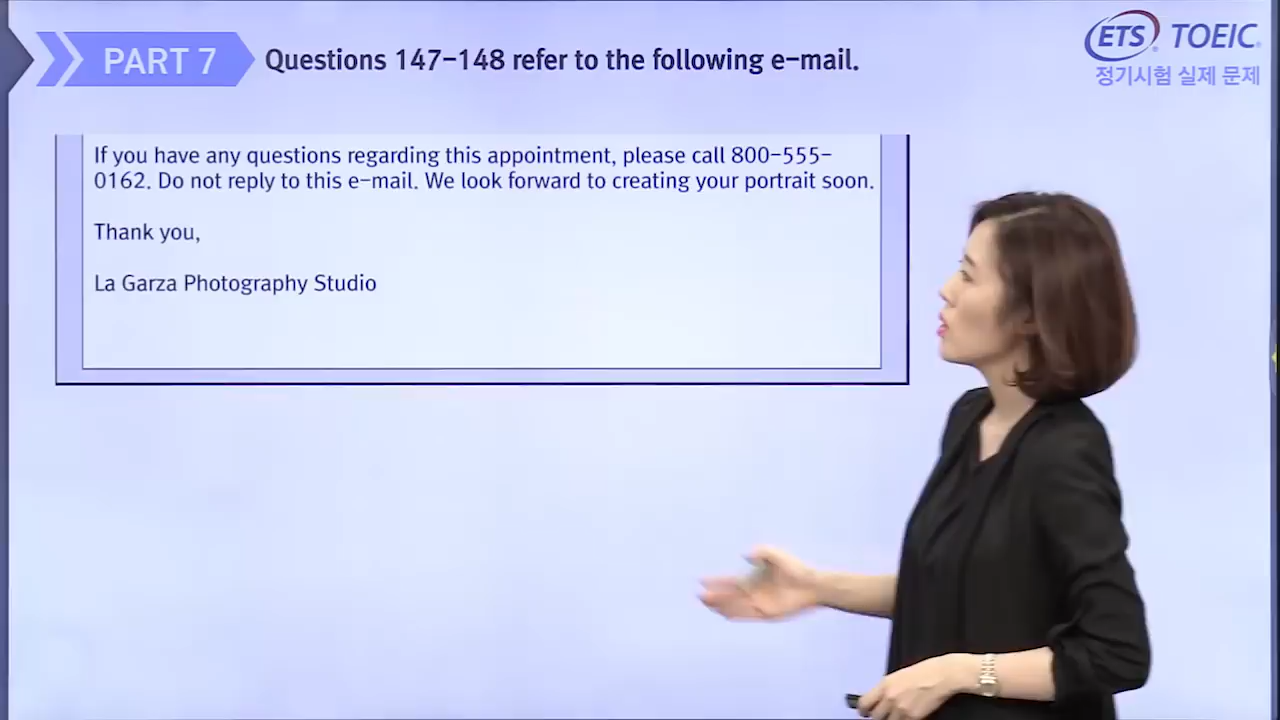 PART 7
Questions 147-148 refer to the following e-mail.
ETS TOEIC
정기시험 실제 문제
If you have any questions regarding this appointment, please call 800-555-
0162. Do not reply to this e-mail. We look forward to creating your portrait soon.
Thank you,
La Garza Photography Studio